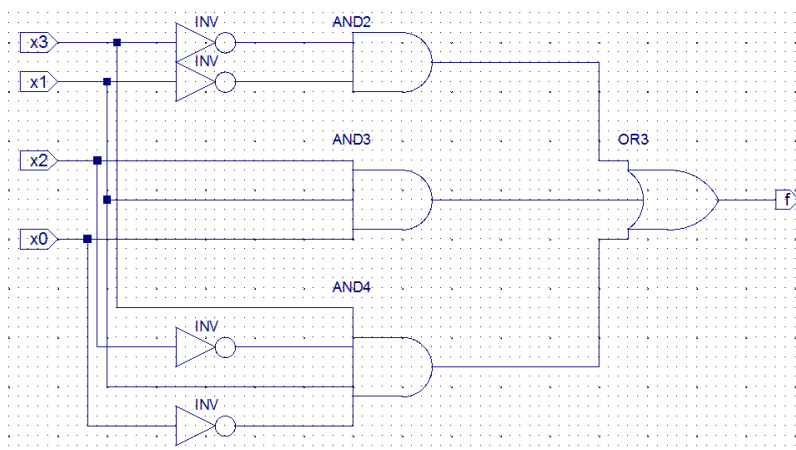 INV
AND2
x3
INV
x1
AND3
OR3
x2
f
x0
AND4
INV
INV